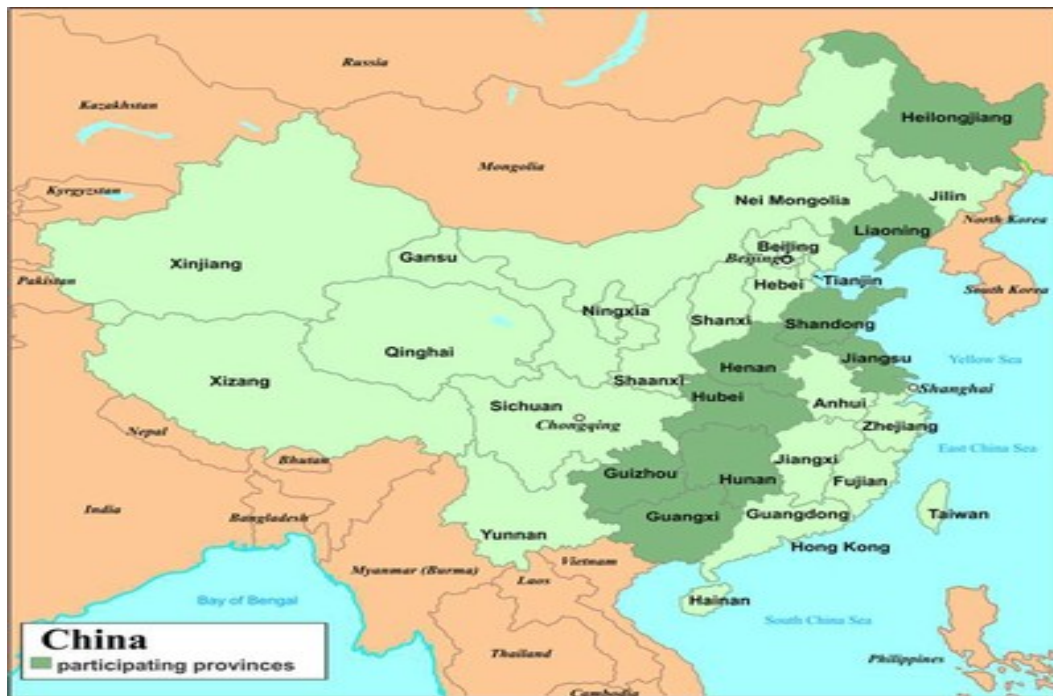 Russia
Kazakhstan
Heilongjiang
Mongolia
Kyrgyzstan
Jilin
Nei Mongolia
North Korea
Liaoning
Beijing
Beijing
Gansu
Xinjiang
Pakistan
Hebei
Tianjin
South Korea
Ningxia
Shanxi
Shandong
Qinghai
Jiangsu
Yellow Sea
Henan
Xizang
Shaanxi
Shanghai
Hubei
Anhui
Sichuan
Chongqing
Zhejiang
Nepal
East China Sea
Bhutan
Jiangxi
Guizhou
Hunan
Fujian
India
Guangxi
Guangdong
Taiwan
Bangladesh
Yunnan
Hong Kong
Vietnam
Myanmar (Burma)
Laos
Bay of Bengal
Hainan
South China Sea
China
participating provinces
Thailand
Philippines
Cambodia